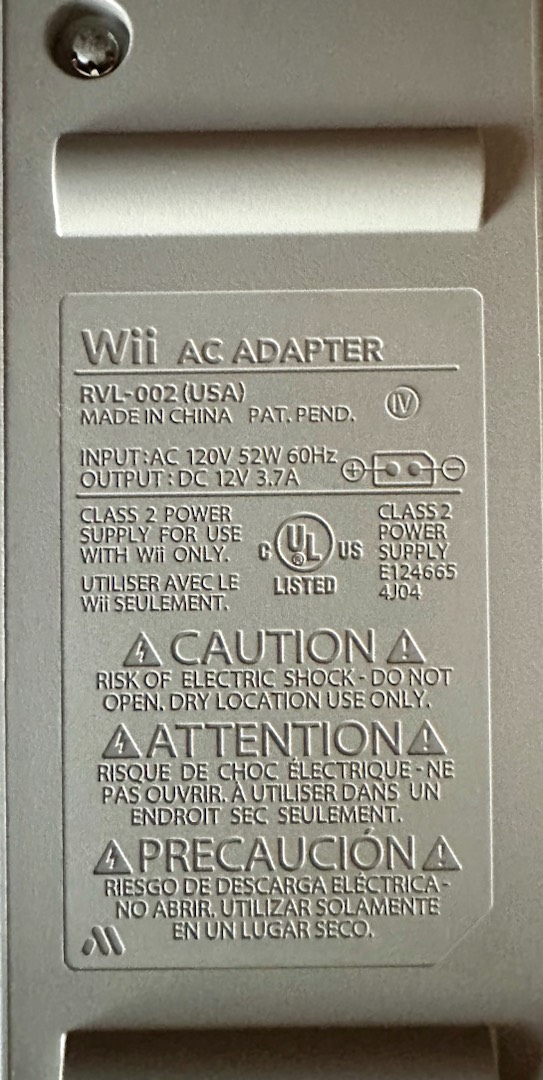 Wii AC ADAPTER
RVL-002 (USA)
MADE IN CHINA PAT. PEND.
IV
INPUT : AC 120V 52W 60Hz
OUTPUT : DC 12V 3.7A
CLASS 2 POWER
SUPPLY FOR USE
WITH Wii ONLY.
UTILISER AVEC LE
Wii SEULEMENT.
C UL® US
LISTED
CLASS 2
POWER
SUPPLY
E124665
4J04
CAUTION
RISK OF ELECTRIC SHOCK - DO NOT
OPEN. DRY LOCATION USE ONLY.
ATTENTION
RISQUE DE CHOC ÉLECTRIQUE - NE
PAS OUVRIR. À UTILISER DANS UN
ENDROIT SEC SEULEMENT.
PRECAUCIÓN
RIESGO DE DESCARGA ELÉCTRICA -
NO ABRIR. UTILIZAR SOLAMENTE
EN UN LUGAR SECO.